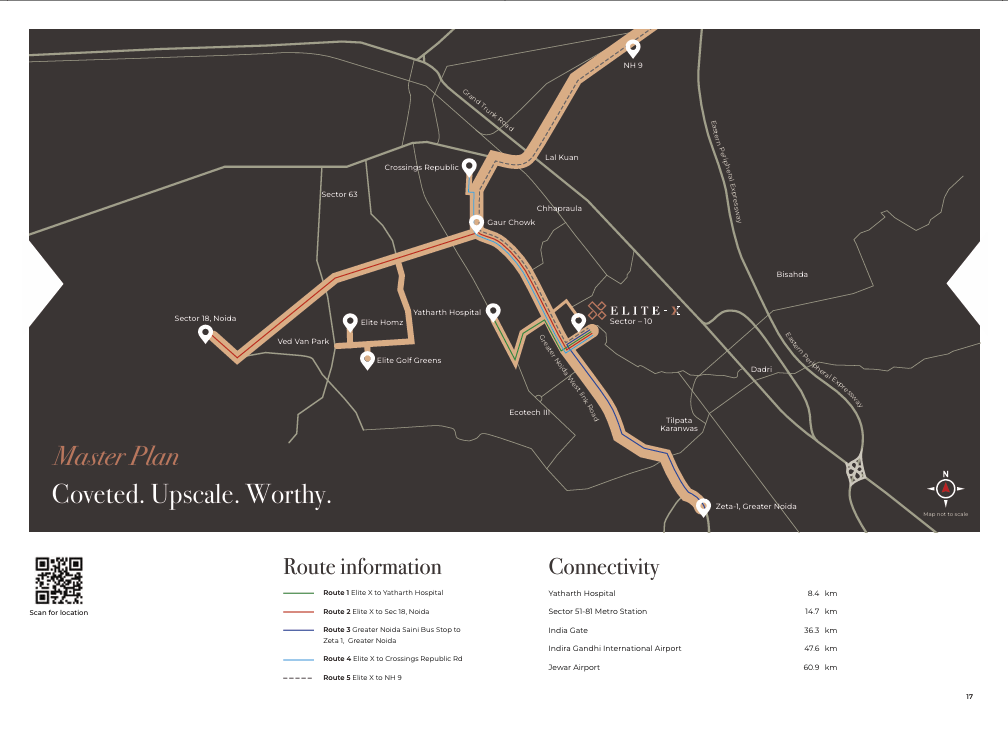 NH 9
Grand Trunk Road
Eastern Peripheral Expressway
Lal Kuan
Crossings Republic
Sector 63
Chhapraula
Gaur Chowk
Bisahda
ELITE-X
Sector – 10
Yatharth Hospital
Sector 18, Noida
Elite Homz
Ved Van Park
Elite Golf Greens
Greater Noida West link Road
Eastern Peripheral Expressway
Dadri
Ecotech III
Tilpata
Karanwas
Master Plan
Coveted. Upscale. Worthy.
Zeta-1, Greater Noida
N
Map not to scale
Scan for location
Route information
Route 1 Elite X to Yatharth Hospital
Route 2 Elite X to Sec 18, Noida
Route 3 Greater Noida Saini Bus Stop to
Zeta 1, Greater Noida
Route 4 Elite X to Crossings Republic Rd
Route 5 Elite X to NH 9
Connectivity
Yatharth Hospital 8.4 km
Sector 51-81 Metro Station 14.7 km
India Gate 36.3 km
Indira Gandhi International Airport 47.6 km
Jewar Airport 60.9 km
17